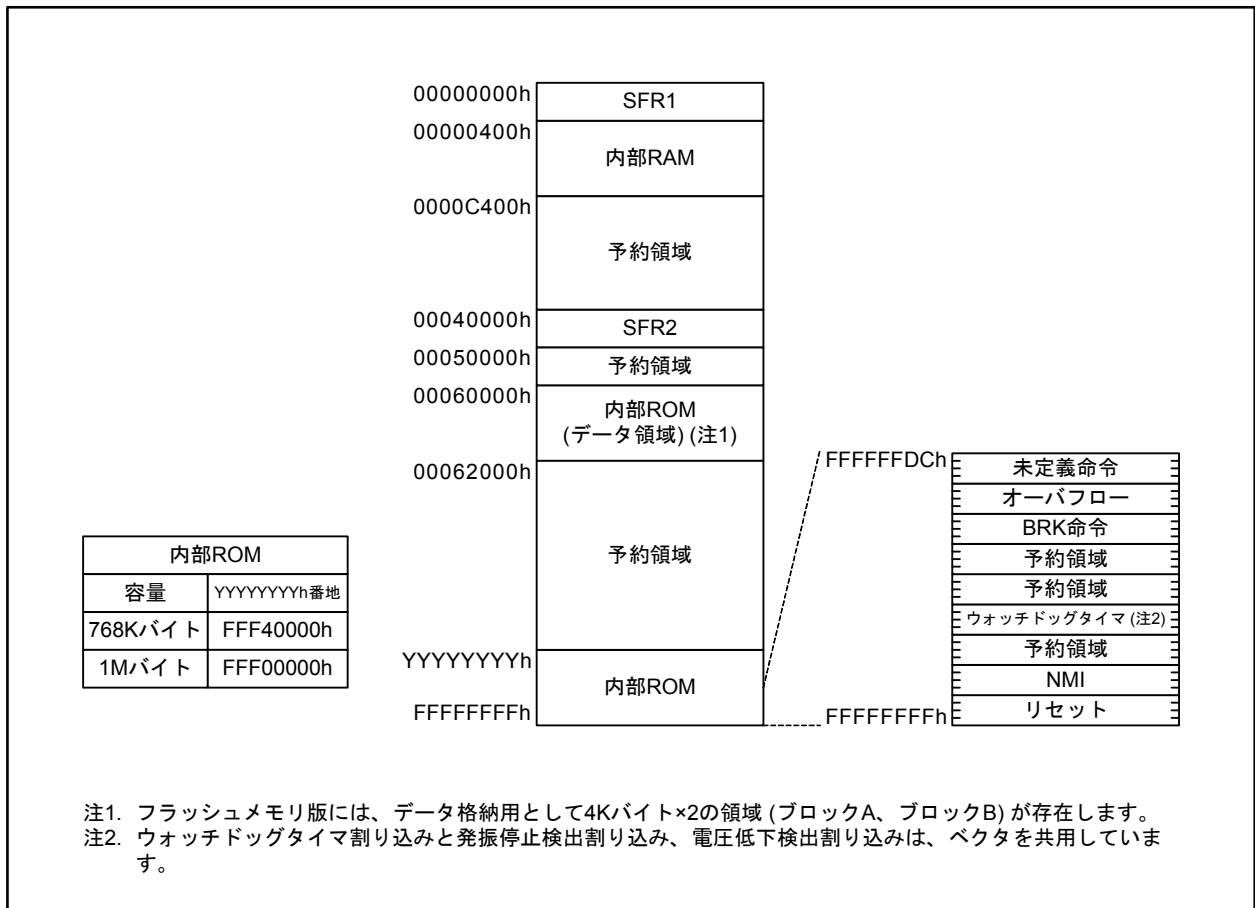 00000000h
SFR1
00000400h
内部RAM
0000C400h
予約領域
00040000h
SFR2
00050000h
予約領域
00060000h
内部ROM
(データ領域) (注1)
00062000h
予約領域
YYYYYYYYh
内部ROM
FFFFFFFFh
内部ROM
容量 YYYYYYYYh番地
768Kバイト FFF40000h
1Mバイト FFF00000h
FFFFFFDCh
未定義命令
オーバフロー
BRK命令
予約領域
予約領域
ウォッチドッグタイマ (注2)
予約領域
NMI
リセット
FFFFFFFFh
注1. フラッシュメモリ版には、データ格納用として4Kバイト×2の領域 (ブロックA、ブロックB) が存在します。
注2. ウォッチドッグタイマ割り込みと発振停止検出割り込み、電圧低下検出割り込みは、ベクタを共用していま
す。